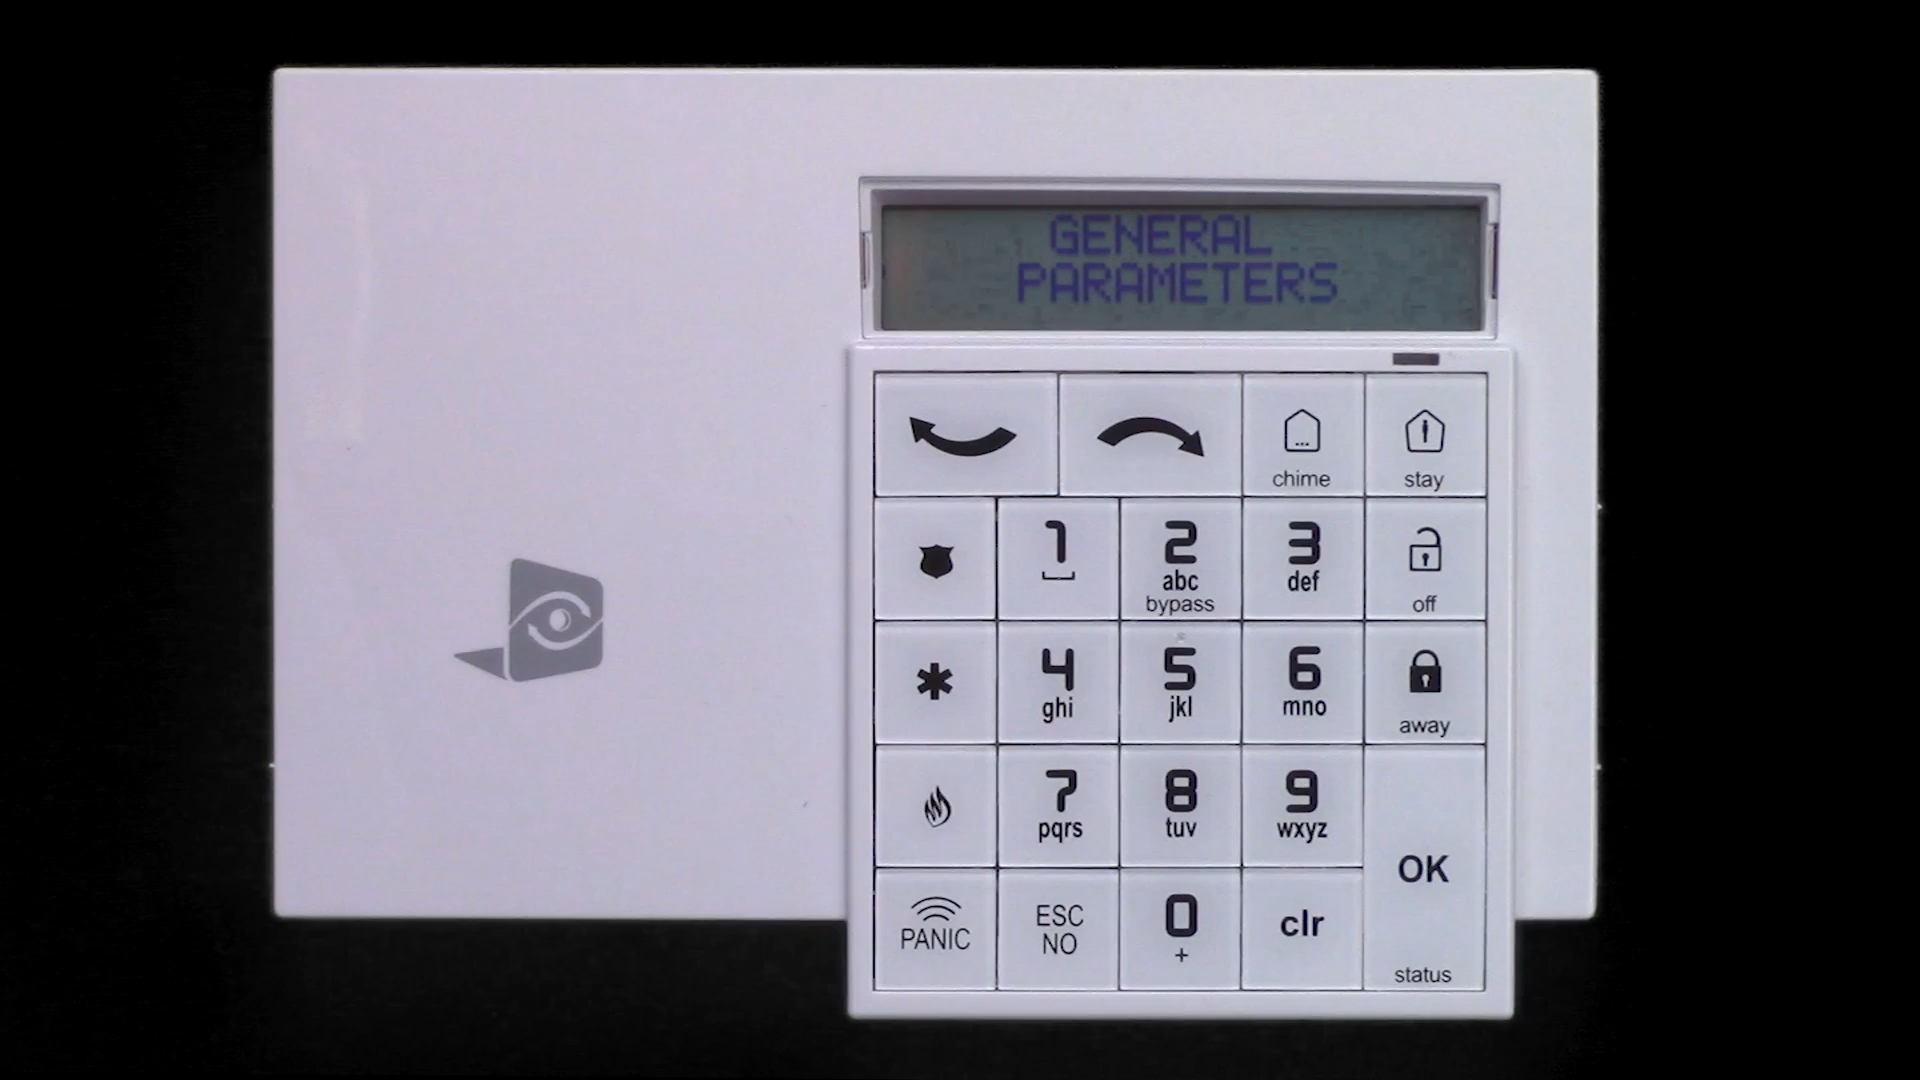 GENERAL
PARAMETERS
chime
stay
1
2
abc
bypass
3
def
off
4
ghi
5
jkl
6
mno
away
7
pqrs
8
tuv
9
wxyz
OK
status
PANIC
ESC
NO
0
+
clr